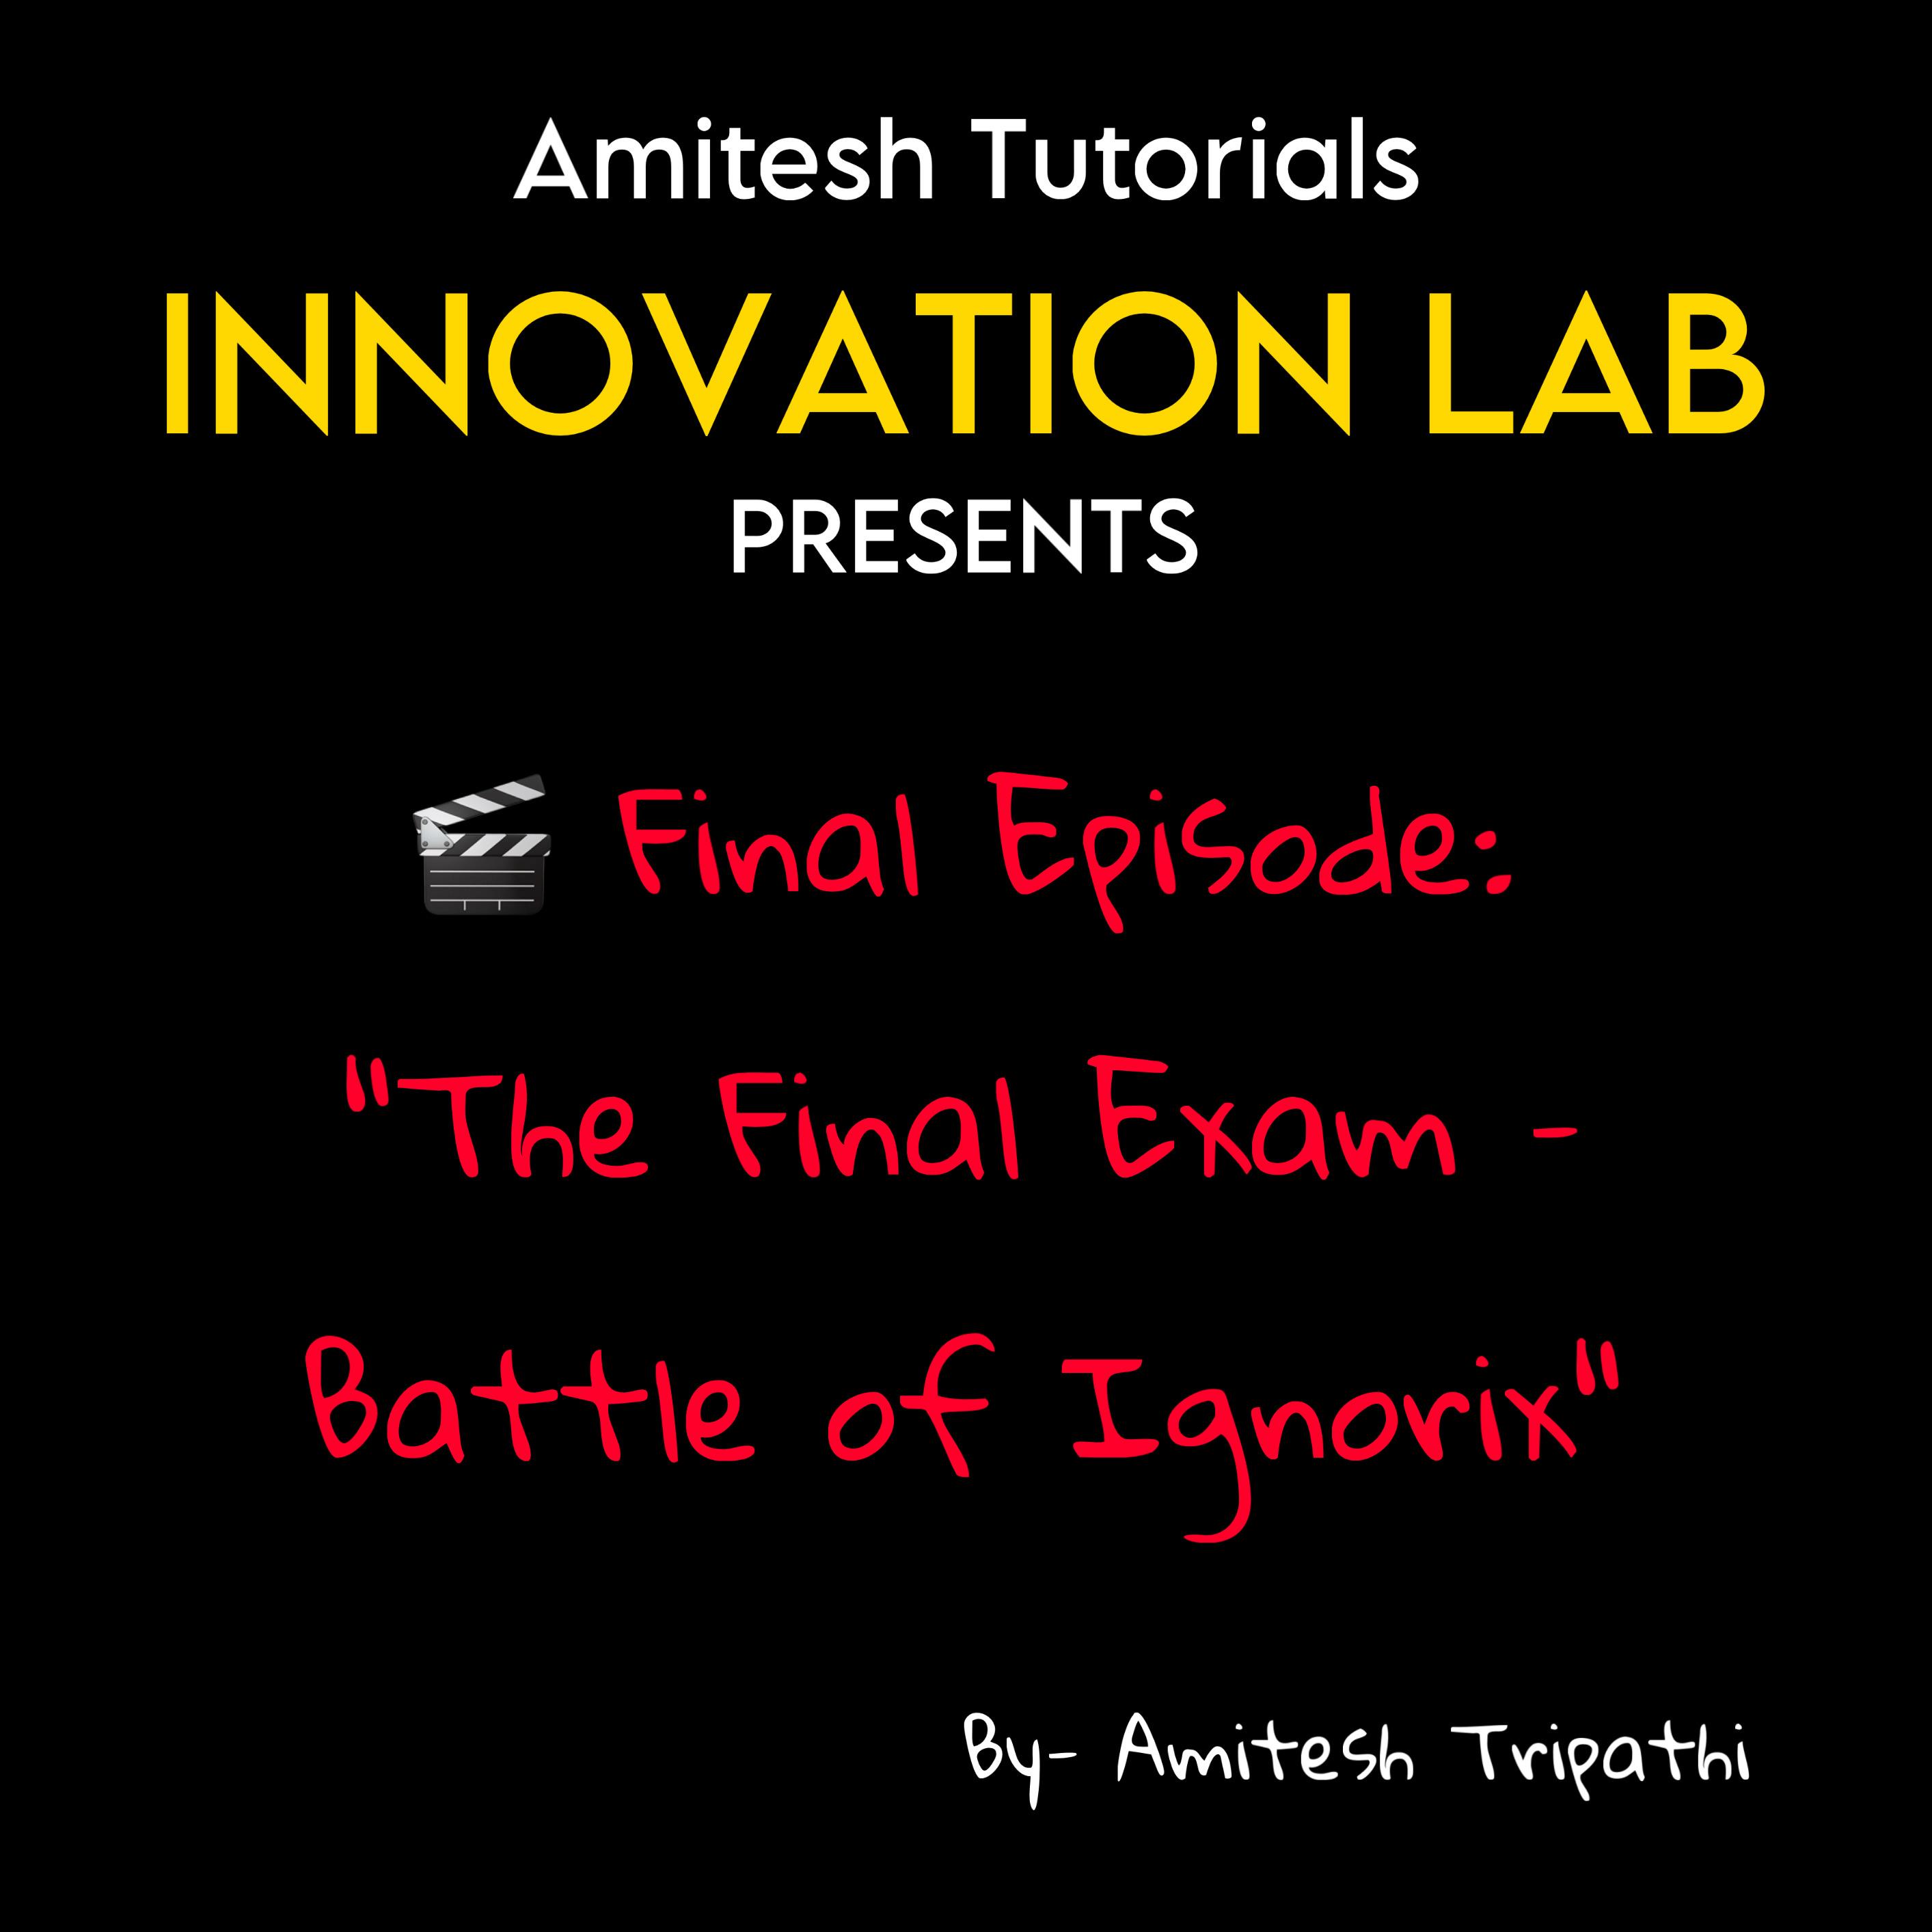 Amitesh Tutorials
INNOVATION LAB
PRESENTS
🎬 Final Episode:
"The Final Exam -
Battle of Ignorix"
By- Amitesh Tripathi